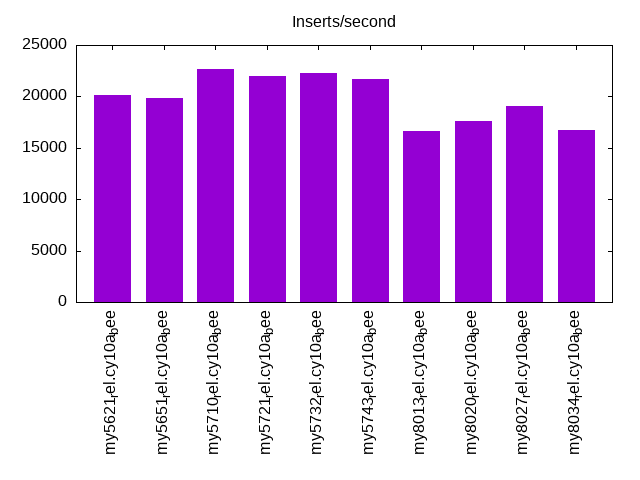 Inserts/second
25000
20000
15000
10000
5000
0
my5621rel.cy10abee
my5651rel.cy10abee
my5710rel.cy10abee
my5721rel.cy10abee
my5732rel.cy10abee
my5743rel.cy10abee
my8013rel.cy10abee
my8020rel.cy10abee
my8027rel.cy10abee
my8034rel.cy10abee